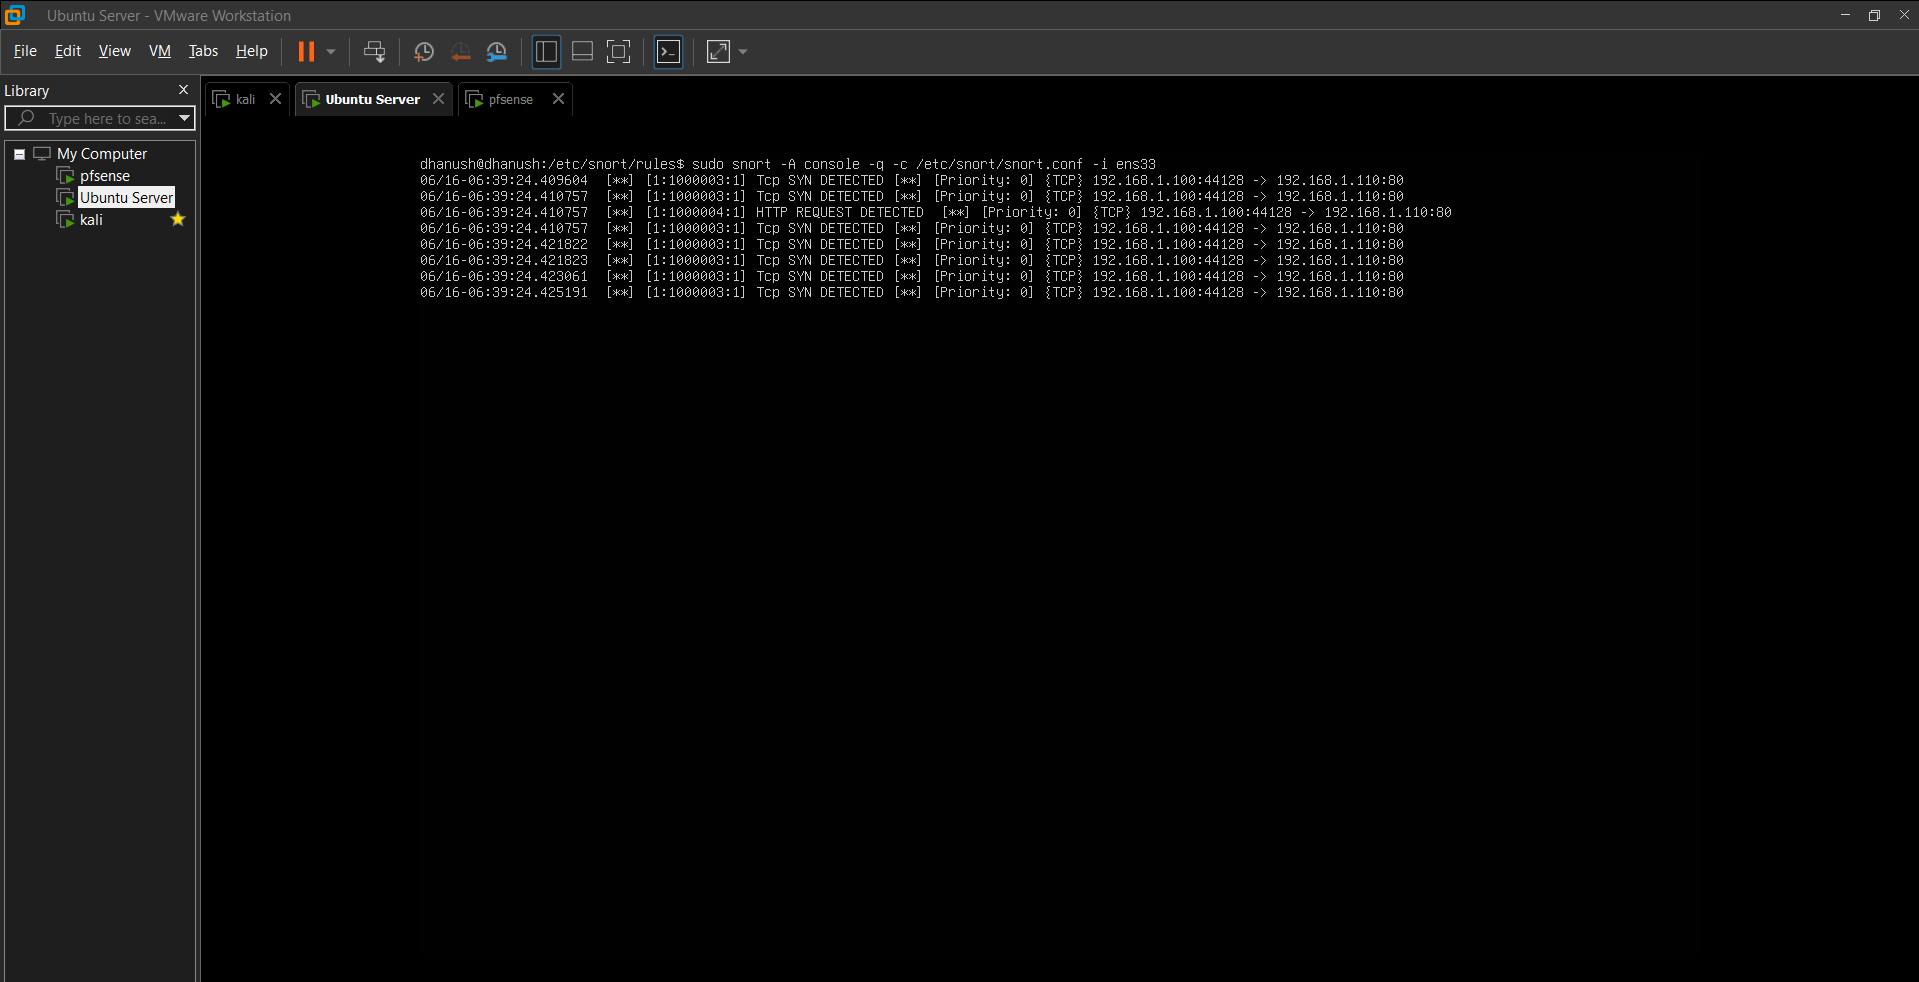 Ubuntu Server - VMware Workstation
File Edit View VM Tabs Help
Library
Type here to sea...
My Computer
pfsense
Ubuntu Server
kali
kali
Ubuntu Server
pfsense
dhanush@dhanush:/etc/snort/rules$ sudo snort -A console -q -c /etc/snort/snort.conf -i ens33
06/16-06:39:24.409604  [**] [1:1000003:1] Tcp SYN DETECTED [**] [Priority: 0] {TCP} 192.168.1.100:44128 -> 192.168.1.110:80
06/16-06:39:24.410757  [**] [1:1000003:1] Tcp SYN DETECTED [**] [Priority: 0] {TCP} 192.168.1.100:44128 -> 192.168.1.110:80
06/16-06:39:24.410757  [**] [1:1000004:1] HTTP REQUEST DETECTED  [**] [Priority: 0] {TCP} 192.168.1.100:44128 -> 192.168.1.110:80
06/16-06:39:24.410757  [**] [1:1000003:1] Tcp SYN DETECTED [**] [Priority: 0] {TCP} 192.168.1.100:44128 -> 192.168.1.110:80
06/16-06:39:24.421822  [**] [1:1000003:1] Tcp SYN DETECTED [**] [Priority: 0] {TCP} 192.168.1.100:44128 -> 192.168.1.110:80
06/16-06:39:24.421823  [**] [1:1000003:1] Tcp SYN DETECTED [**] [Priority: 0] {TCP} 192.168.1.100:44128 -> 192.168.1.110:80
06/16-06:39:24.423061  [**] [1:1000003:1] Tcp SYN DETECTED [**] [Priority: 0] {TCP} 192.168.1.100:44128 -> 192.168.1.110:80
06/16-06:39:24.425191  [**] [1:1000003:1] Tcp SYN DETECTED [**] [Priority: 0] {TCP} 192.168.1.100:44128 -> 192.168.1.110:80